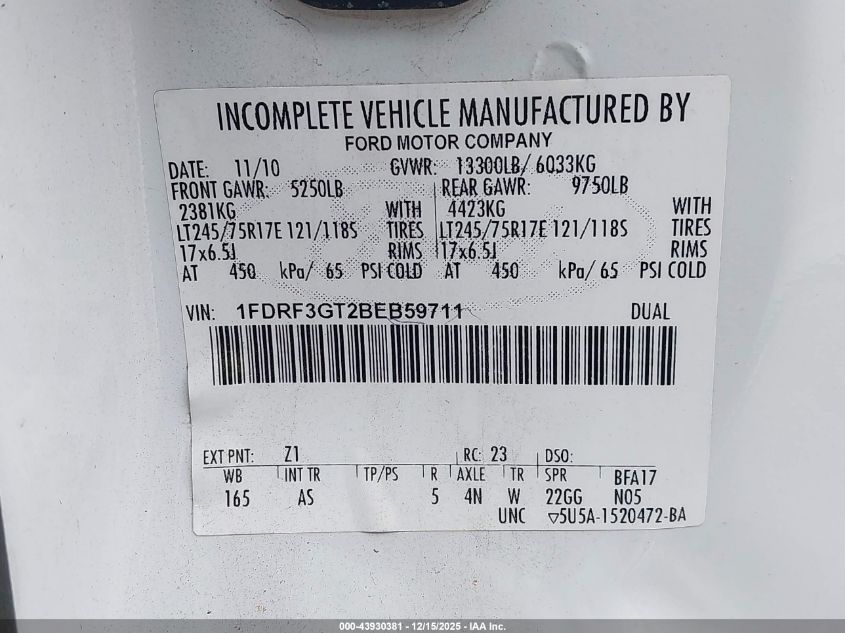 INCOMPLETE VEHICLE MANUFACTURED BY
FORD MOTOR COMPANY
DATE: 11/10 GVWR: 13300LB/ 6033KG
FRONT GAWR: 5250LB REAR GAWR: 9750LB
2381KG WITH 4423KG WITH
LT245/75R17E 121/118S TIRES LT245/75R17E 121/118S TIRES
17x6.5J RIMS 17x6.5J RIMS
AT 450 kPa/ 65 PSI COLD AT 450 kPa/ 65 PSI COLD
VIN: 1FDRF3GT2BEB59711 DUAL
EXT PNT: Z1 RC: 23 DSO:
WB INT TR TP/PS R AXLE TR SPR BFA17
165 AS 5 4N W 22GG N05
UNC ▽5U5A-1520472-BA
000-43930381 - 12/15/2025 - IAA Inc.